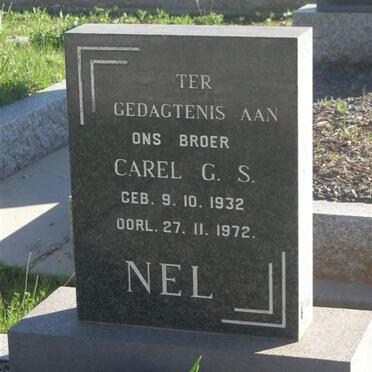 TER
GEDAGTENIS AAN
ONS BROER
CAREL G. S.
GEB. 9. 10. 1932
OORL. 27. 11. 1972.
NEL